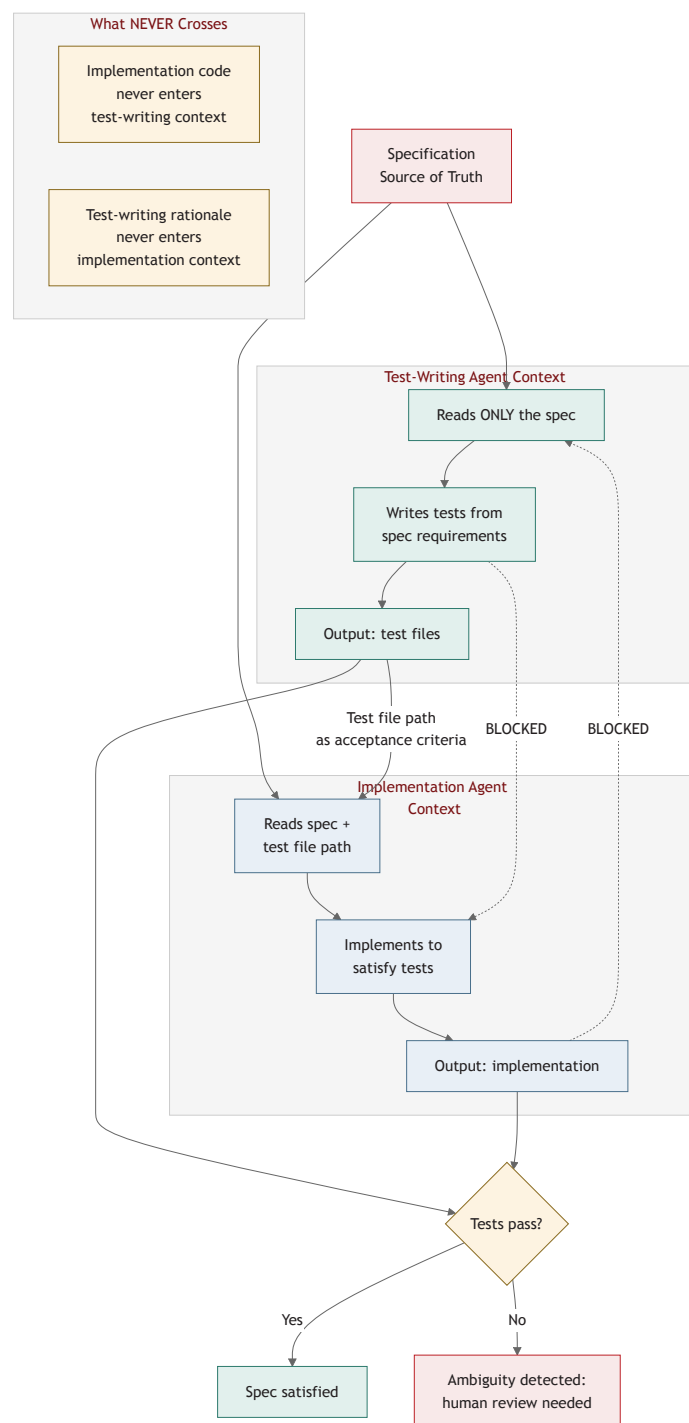 What NEVER Crosses
Implementation code
never enters
test-writing context
Test-writing rationale
never enters
implementation context
Specification
Source of Truth
Test-Writing Agent Context
Reads ONLY the spec
Writes tests from
spec requirements
Output: test files
Test file path
as acceptance criteria
BLOCKED
BLOCKED
Implementation Agent
Context
Reads spec +
test file path
Implements to
satisfy tests
Output: implementation
Tests pass?
Yes
No
Spec satisfied
Ambiguity detected:
human review needed